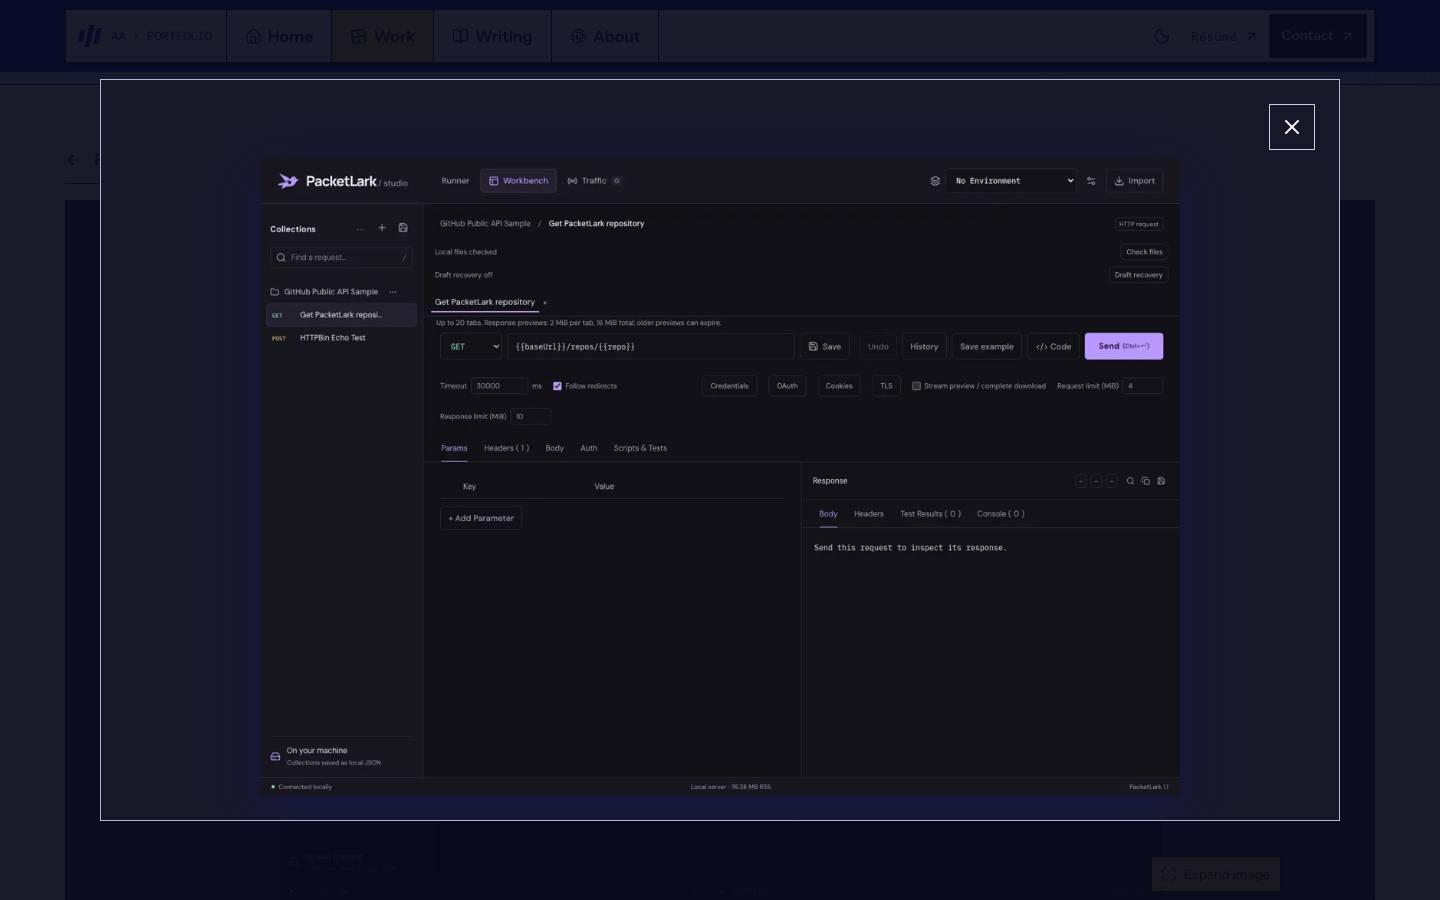 AA / PORTFOLIO Home Work Writing About Résumé Contact
PacketLark / studio Runner Workbench Traffic 0 No Environment Import
Collections
Find a request... /
GitHub Public API Sample
GET Get PacketLark reposi...
POST HTTPBin Echo Test
On your machine
Collections saved as local JSON
GitHub Public API Sample / Get PacketLark repository HTTP request
Local files checked Check files
Draft recovery off Draft recovery
Get PacketLark repository ×
Up to 20 tabs. Response previews: 2 MiB per tab, 16 MiB total; older previews can expire.
GET {{baseUrl}}/repos/{{repo}} Save Undo History Save example </> Code Send (Ctrl+⏎)
Timeout 30000 ms Follow redirects Credentials OAuth Cookies TLS Stream preview / complete download Request limit (MiB) 4
Response limit (MiB) 10
Params Headers ( 1 ) Body Auth Scripts & Tests
Key Value
+ Add Parameter
Response
Body Headers Test Results ( 0 ) Console ( 0 )
Send this request to inspect its response.
Connected locally Local server · 76.38 MB RSS PacketLark 1.1
Expand image